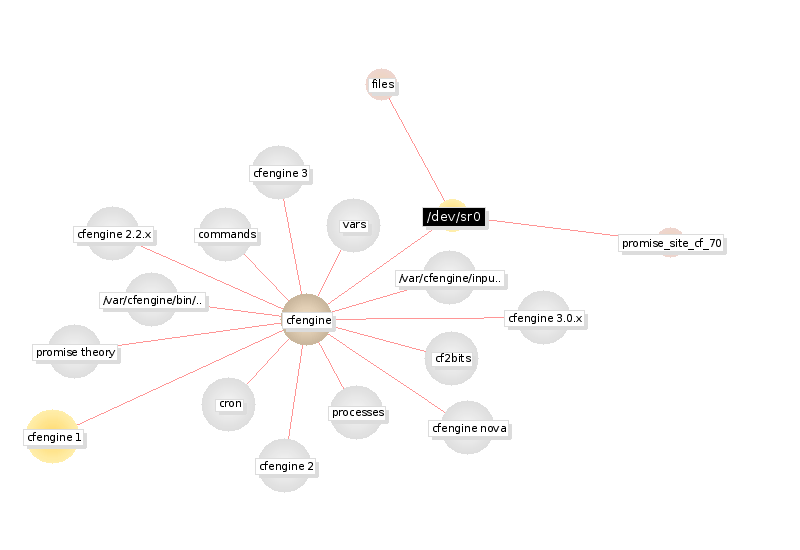 files
cfengine 3
/dev/sr0
vars
commands
cfengine 2.2.x
promise_site_cf_70
/var/cfengine/inpu..
/var/cfengine/bin/..
cfengine
cfengine 3.0.x
promise theory
cf2bits
cron
processes
cfengine nova
cfengine 1
cfengine 2